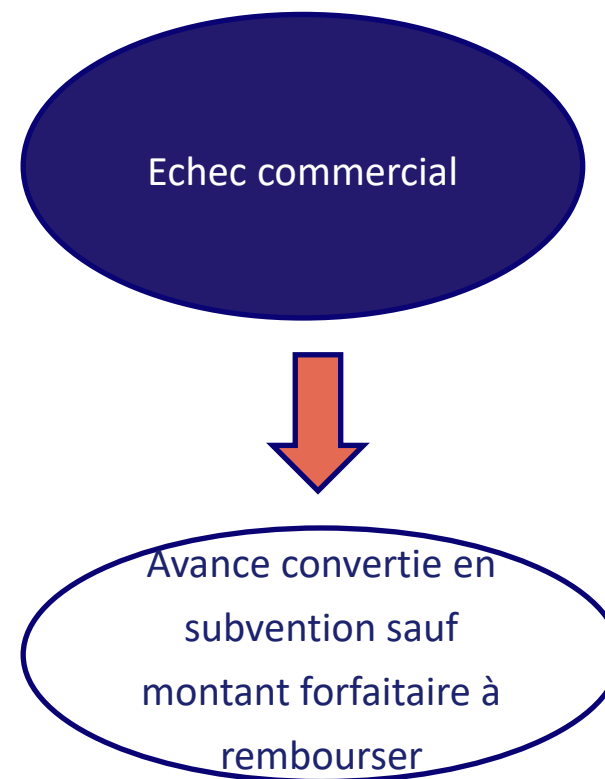 Echec commercial
Avance convertie en
subvention sauf
montant forfaitaire à
rembourser